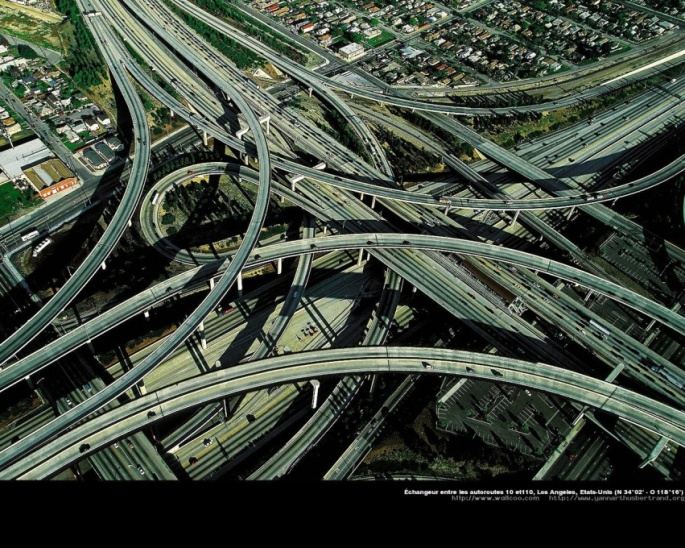 Échangeur entre les autoroutes 10 et110, Los Angeles, Etats-Unis (N 34°02' - O 118°16')
http://www.wallcoo.com http://www.yannarthusbertrand.org